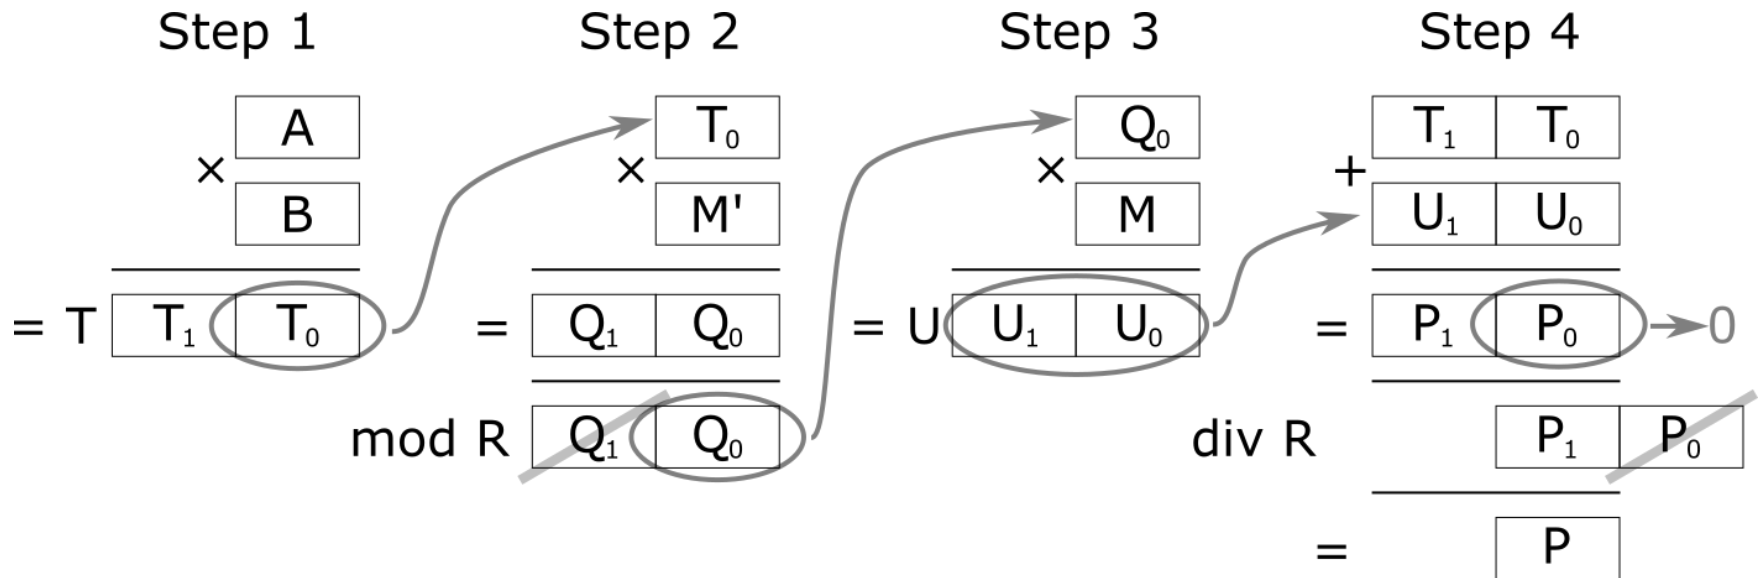 Step 1 Step 2 Step 3 Step 4
A T₀ Q₀ T₁ T₀
× × × +
B M' M U₁ U₀
= T T₁ T₀ = Q₁ Q₀ = U U₁ U₀ = P₁ P₀ 0
mod R Q₁ Q₀ div R P₁ P₀
= P